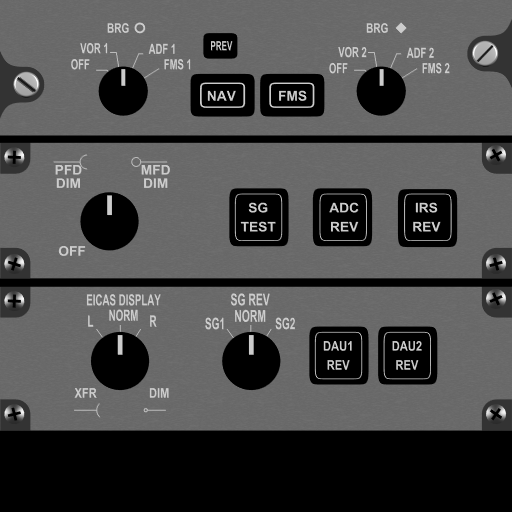 BRG
BRG
PREV
VOR 1
ADF 1
OFF
FMS 1
VOR 2
ADF 2
OFF
FMS 2
NAV
FMS
PFD
DIM
MFD
DIM
OFF
SG
TEST
ADC
REV
IRS
REV
EICAS DISPLAY
NORM
L
R
XFR
DIM
SG REV
NORM
SG1
SG2
DAU1
REV
DAU2
REV